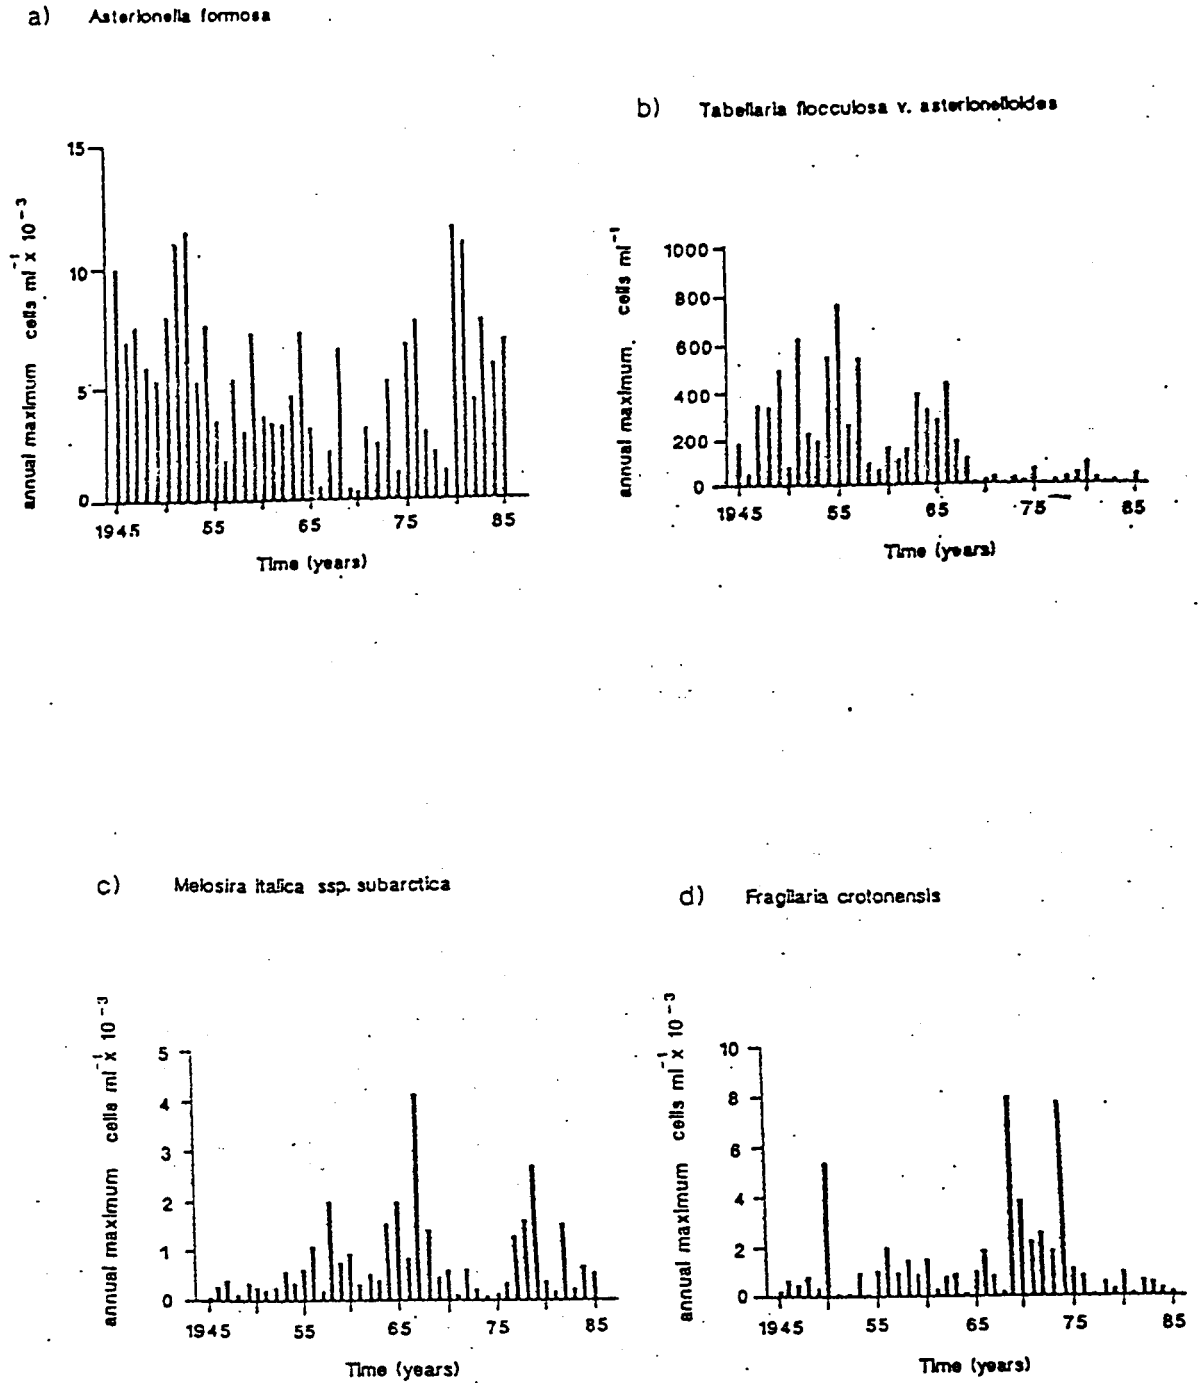 a) Asterionella formosa
annual maximum cells ml⁻¹ x 10⁻³
15
10
5
0
1945 55 65 75 85
Time (years)
b) Tabellaria flocculosa v. asterionelloides
annual maximum, cells ml⁻¹
1000
800
600
400
200
0
1945 55 65 75 85
Time (years)
c) Melosira italica ssp. subarctica
annual maximum cells ml⁻¹ x 10⁻³
5
4
3
2
1
0
1945 55 65 75 85
Time (years)
d) Fragilaria crotonensis
annual maximum cells ml⁻¹ x 10⁻³
10
8
6
4
2
0
1945 55 65 75 85
Time (years)